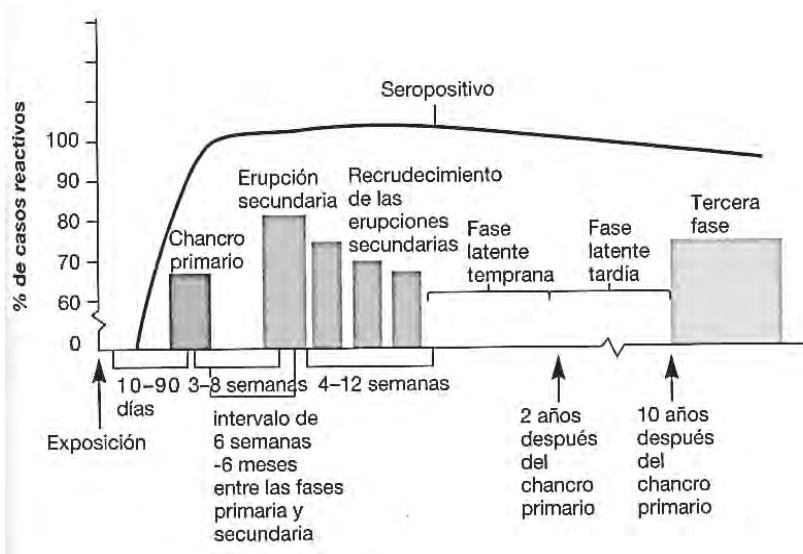 % de casos reactivos
100
90
80
70
60
0
Seropositivo
Chancro
primario
Erupción
secundaria
Recrudecimiento
de las
erupciones
secundarias
Fase
latente
temprana
Fase
latente
tardía
Tercera
fase
10–90
días
3–8 semanas
4–12 semanas
Exposición
intervalo de
6 semanas
-6 meses
entre las fases
primaria y
secundaria
2 años
después
del
chancro
primario
10 años
después
del
chancro
primario